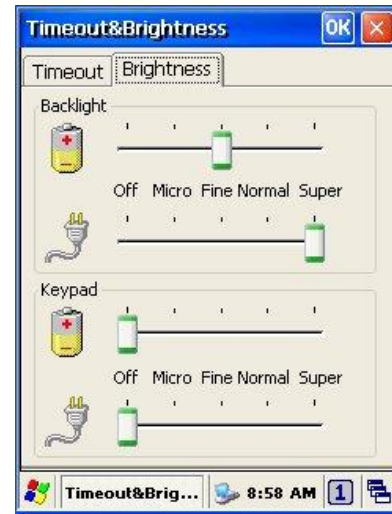 Timeout&Brightness OK
Timeout Brightness
Backlight
Off Micro Fine Normal Super
Keypad
Off Micro Fine Normal Super
Timeout&Brig... 8:58 AM 1